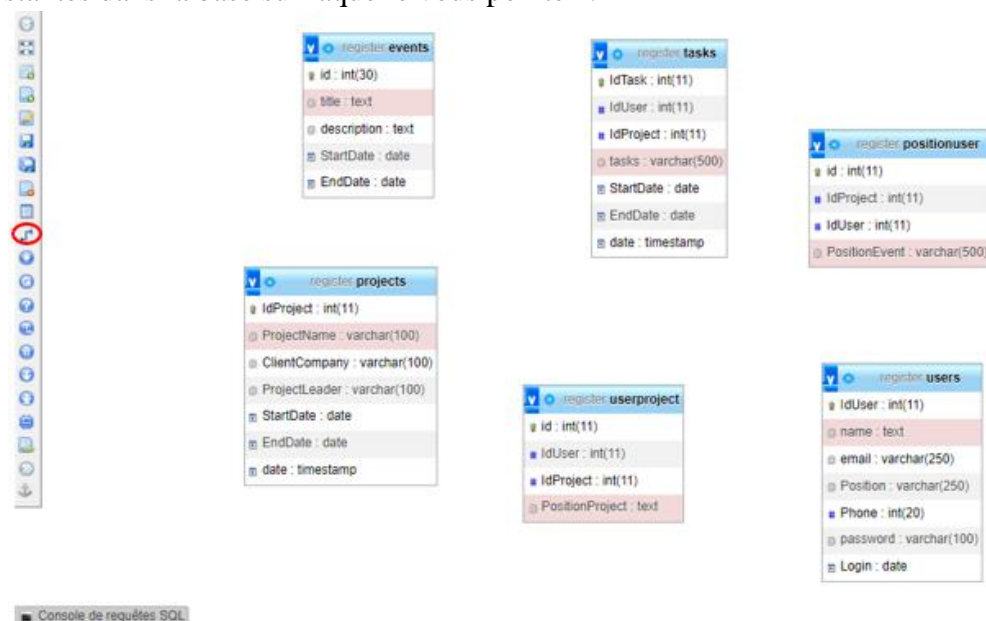 register events
id : int(30)
title : text
description : text
StartDate : date
EndDate : date
register tasks
IdTask : int(11)
IdUser : int(11)
IdProject : int(11)
tasks : varchar(500)
StartDate : date
EndDate : date
date : timestamp
register positionuser
id : int(11)
IdProject : int(11)
IdUser : int(11)
PositionEvent : varchar(500)
register projects
IdProject : int(11)
ProjectName : varchar(100)
ClientCompany : varchar(100)
ProjectLeader : varchar(100)
StartDate : date
EndDate : date
date : timestamp
register userproject
id : int(11)
IdUser : int(11)
IdProject : int(11)
PositionProject : text
register users
IdUser : int(11)
name : text
email : varchar(250)
Position : varchar(250)
Phone : int(20)
password : varchar(100)
Login : date
Console de requêtes SQL